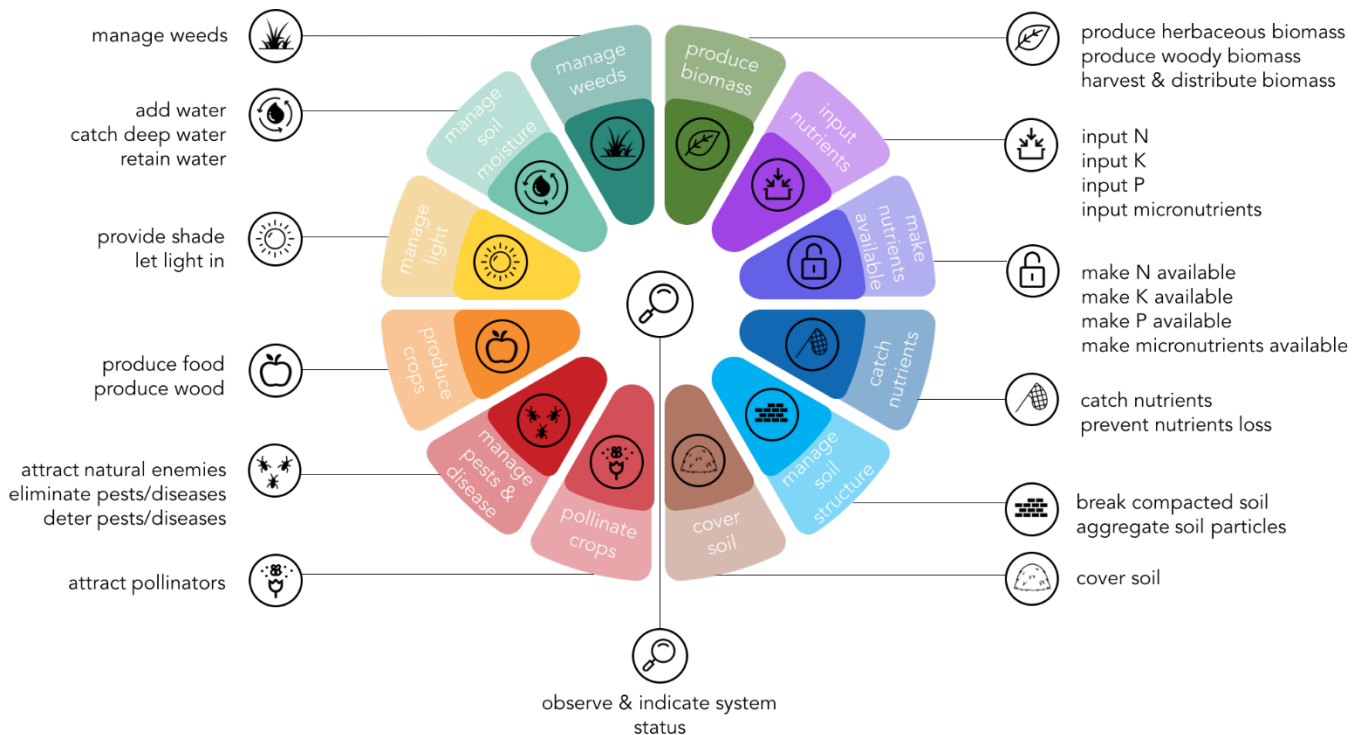 manage weeds
add water
catch deep water
retain water
provide shade
let light in
produce food
produce wood
attract natural enemies
eliminate pests/diseases
deter pests/diseases
attract pollinators
manage
weeds
produce
biomass
input
nutrients
make
nutrients
available
catch
nutrients
manage
soil
structure
cover
soil
pollinate
crops
manage
pests &
disease
produce
crops
manage
light
manage
soil
moisture
produce herbaceous biomass
produce woody biomass
harvest & distribute biomass
input N
input K
input P
input micronutrients
make N available
make K available
make P available
make micronutrients available
catch nutrients
prevent nutrients loss
break compacted soil
aggregate soil particles
cover soil
observe & indicate system
status